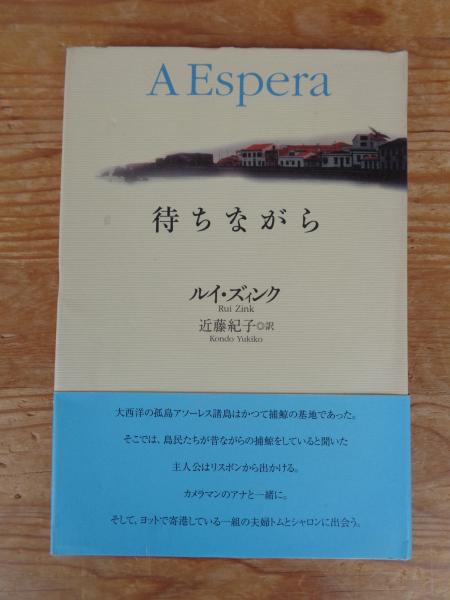 A Espera
待ちながら
ルイ・ズィンク
Rui Zink
近藤紀子◎訳
Kondo Yukiko
大西洋の孤島アソーレス諸島はかつて捕鯨の基地であった。
そこでは、島民たちが昔ながらの捕鯨をしていると聞いた
主人公はリスボンから出かける。
カメラマンのアナと一緒に。
そして、ヨットで寄港している一組の夫婦トムとシャロンに出会う。